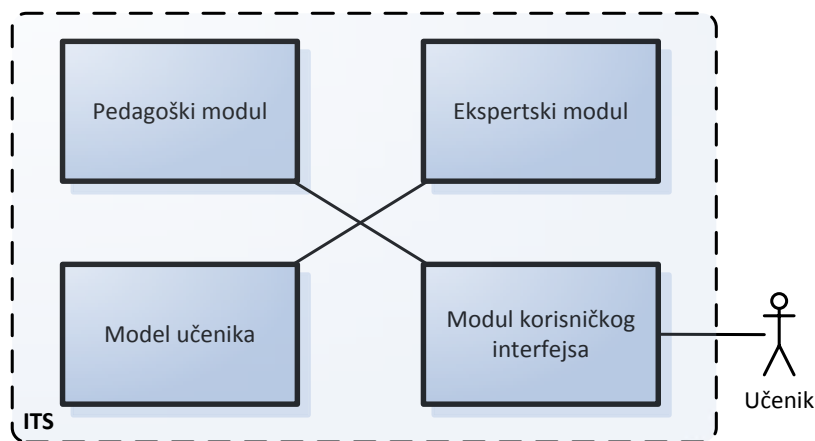 Pedagoški modul
Ekspertski modul
Model učenika
Modul korisničkog
interfejsa
Učenik
ITS